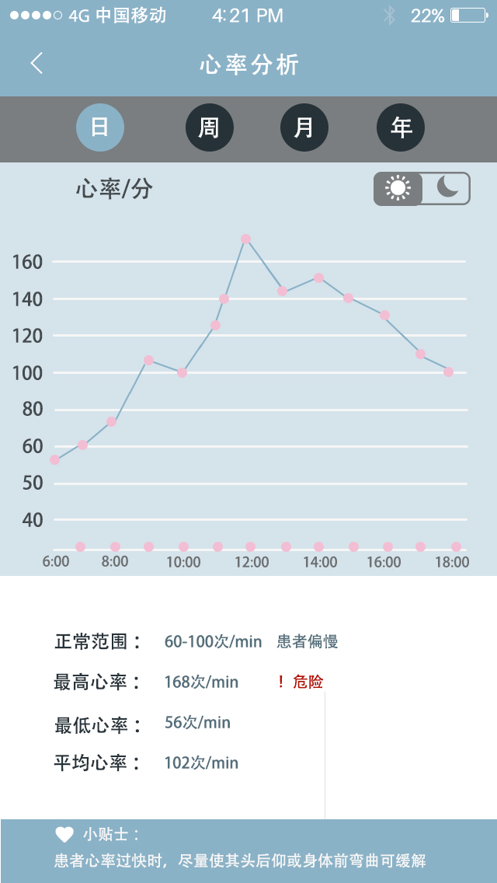 4G 中国移动 4:21 PM 22%
心率分析
日 周 月 年
心率/分
160
140
120
100
80
60
50
40
6:00 8:00 10:00 12:00 14:00 16:00 18:00
正常范围： 60-100次/min 患者偏慢
最高心率： 168次/min ！危险
最低心率： 56次/min
平均心率： 102次/min
小贴士：
患者心率过快时，尽量使其头后仰或身体前弯曲可缓解